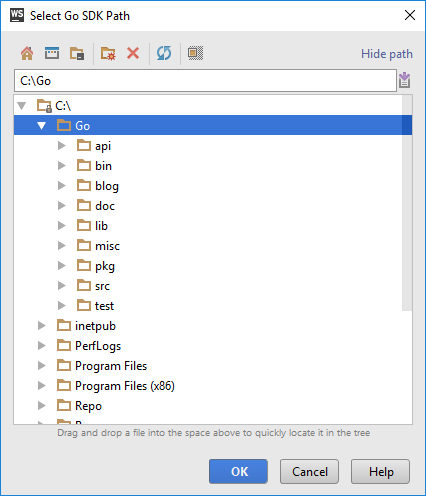 WS Select Go SDK Path
Hide path
C:\Go
C:\
Go
api
bin
blog
doc
lib
misc
pkg
src
test
inetpub
PerfLogs
Program Files
Program Files (x86)
Repo
Drag and drop a file into the space above to quickly locate it in the tree
OK Cancel Help